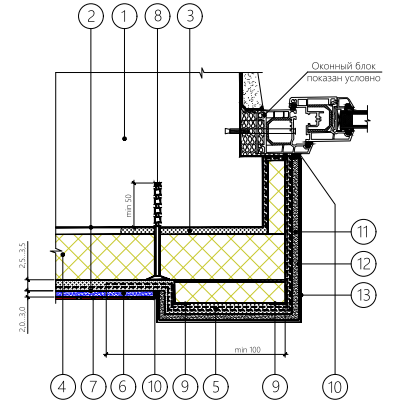 2 1 8 3
Оконный блок
показан условно
min 50
11
2,5...3,5
12
13
2,0...3,0
min 100
4 7 6 10 9 5 9 10